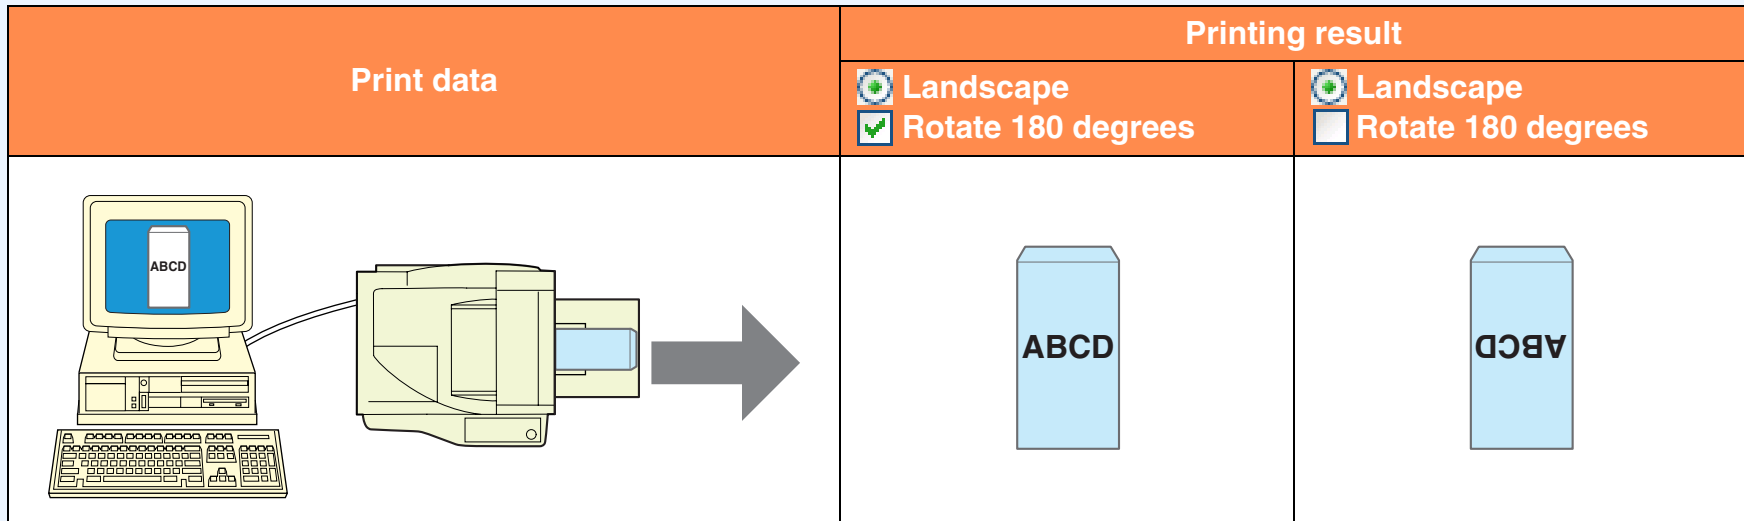 Print data
Printing result
Landscape
Rotate 180 degrees
Landscape
Rotate 180 degrees
ABCD
ABCD
ABCD